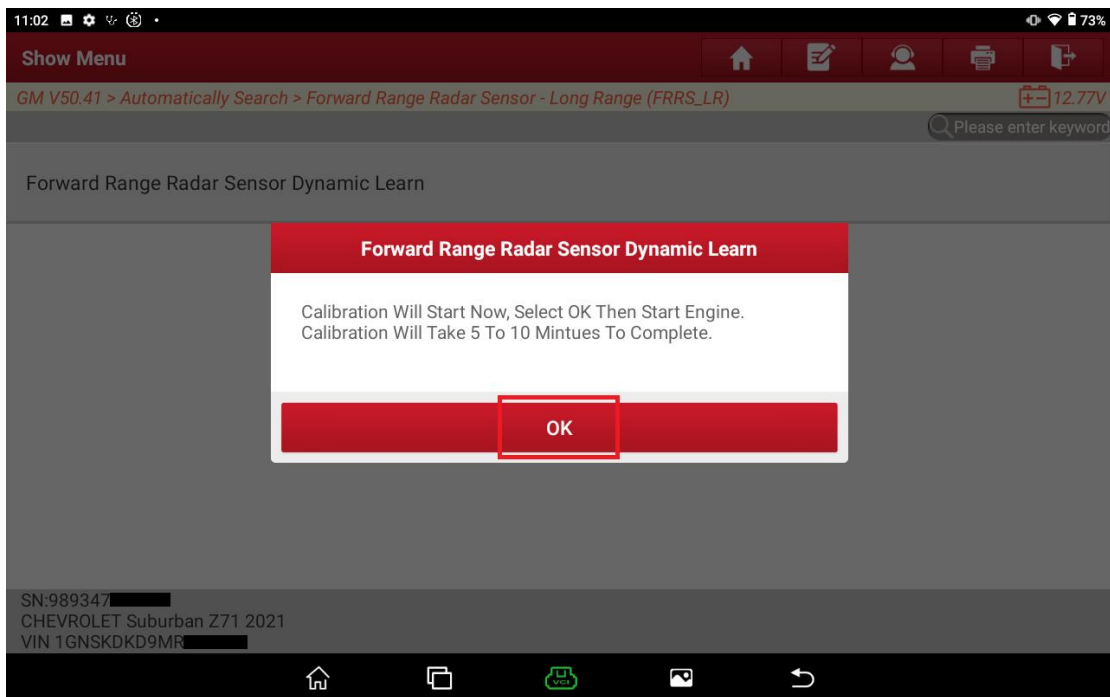 11:02
73%
Show Menu
GM V50.41 > Automatically Search > Forward Range Radar Sensor - Long Range (FRRS_LR)
12.77V
Please enter keyword
Forward Range Radar Sensor Dynamic Learn
Forward Range Radar Sensor Dynamic Learn
Calibration Will Start Now, Select OK Then Start Engine.
Calibration Will Take 5 To 10 Mintues To Complete.
OK
SN:989347
CHEVROLET Suburban Z71 2021
VIN 1GNSKDKD9MR
VCI